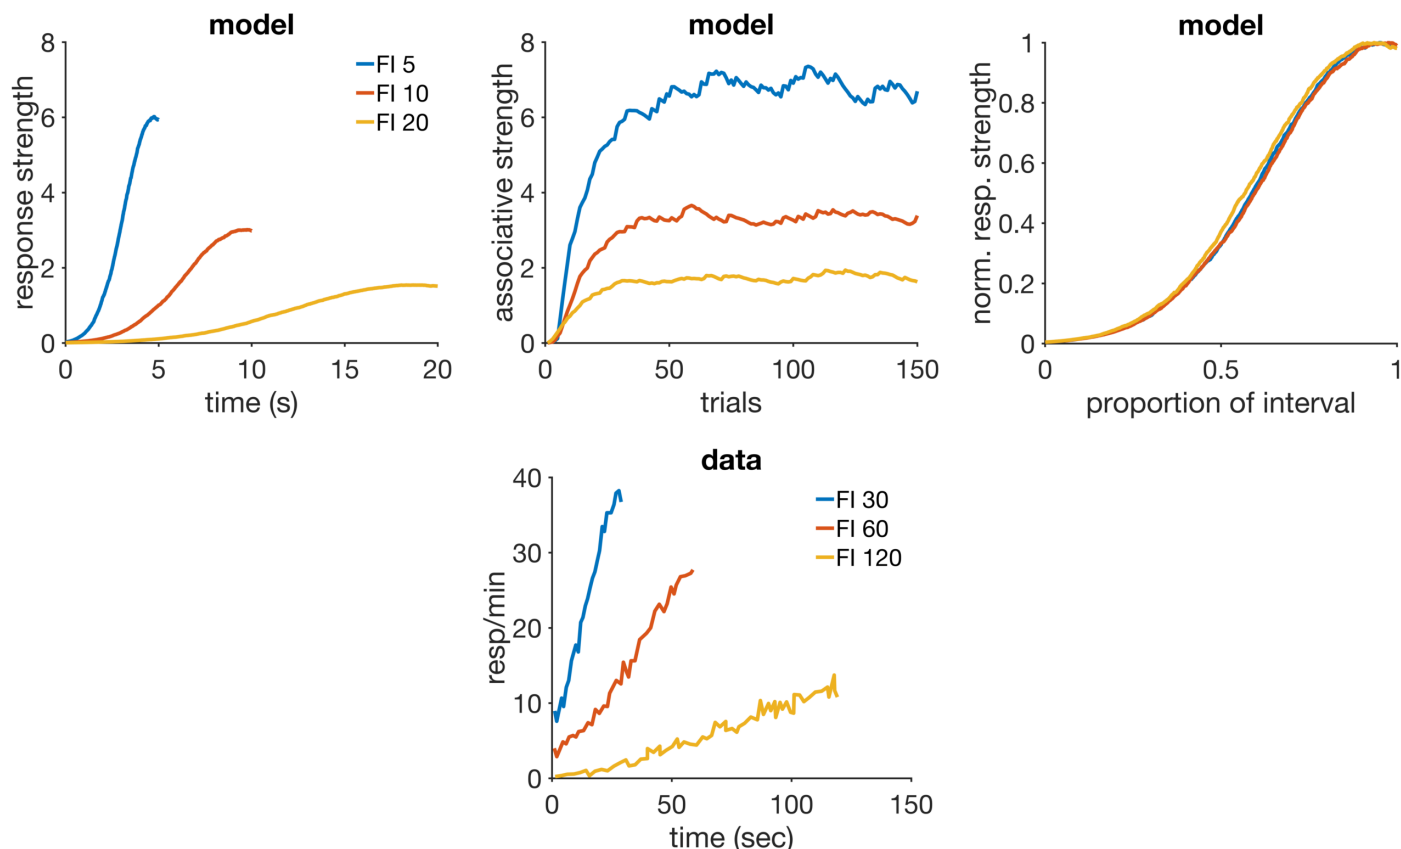 model
8
6
4
2
0
response strength
FI 5
FI 10
FI 20
0 5 10 15 20
time (s)
model
8
6
4
2
0
associative strength
0 50 100 150
trials
model
1
0.8
0.6
0.4
0.2
0
norm. resp. strength
0 0.5 1
proportion of interval
data
40
30
20
10
0
resp/min
FI 30
FI 60
FI 120
0 50 100 150
time (sec)